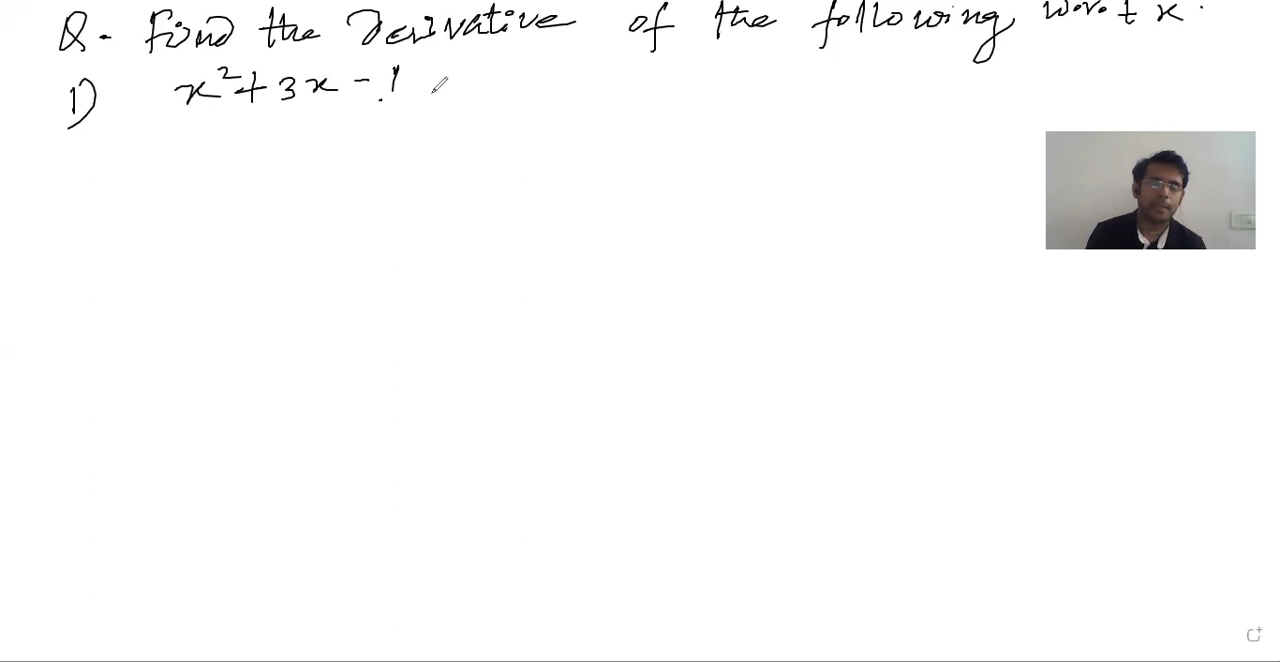 Q. Find the Derivative of the following w.r.t x.
1) x²+3x-1